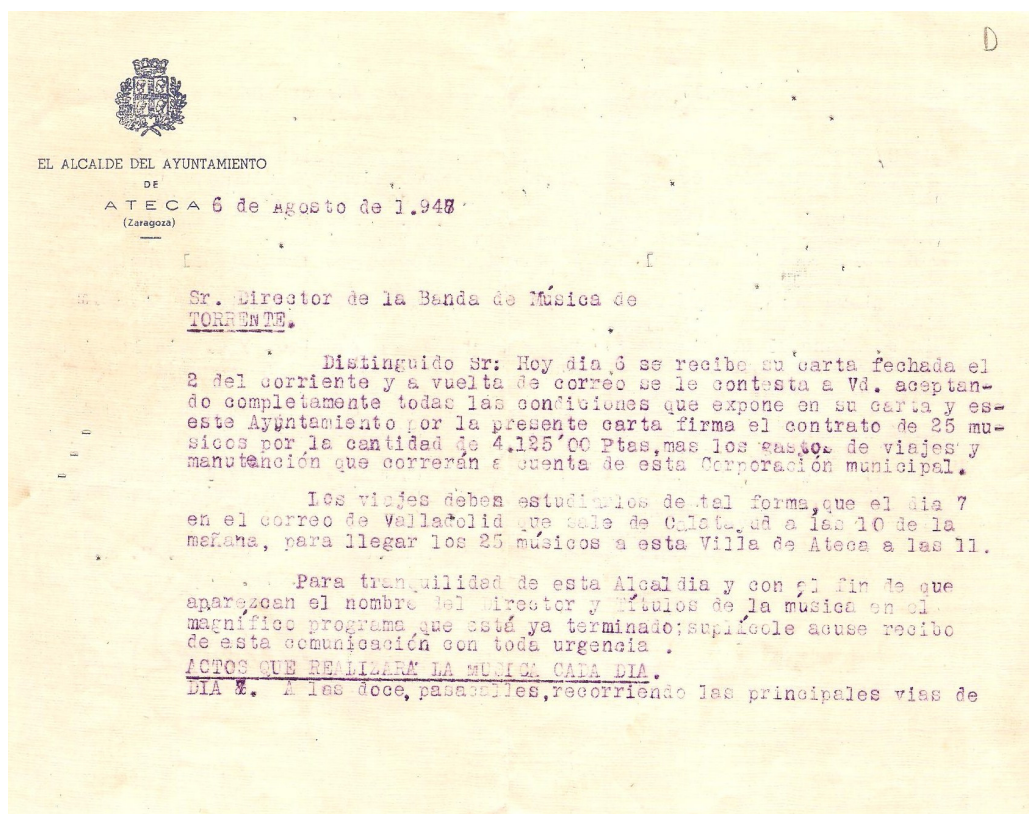 D
EL ALCALDE DEL AYUNTAMIENTO
DE
ATECA 6 de Agosto de 1.948
(Zaragoza)
Sr. Director de la Banda de Música de
TORRENTE.
Distinguido Sr: Hoy dia 6 se recibe su carta fechada el
2 del corriente y a vuelta de correo se le contesta a Vd. aceptan-
do completamente todas las condiciones que expone en su carta y es-
este Ayuntamiento por la presente carta firma el contrato de 25 mu-
sicos por la cantidad de 4.125'00 Ptas,mas los gastos de viajes y
manutención que correrán a cuenta de esta Corporación municipal.
Los viajes debes estudiarlos de tal forma,que el dia 7
en el correo de Valladolid que sale de Calatayud a las 10 de la
mañana, para llegar los 25 músicos a esta Villa de Ateca a las 11.
Para tranquilidad de esta Alcaldia y con el fin de que
aparezcan el nombre del Director y Títulos de la música en el
magnífico programa que está ya terminado;suplícole acuse recibo
de esta comunicación con toda urgencia .
ACTOS QUE REALIZARA' LA MUSICA CADA DIA.
DIA . A las doce, pasacalles,recorriendo las principales vias de